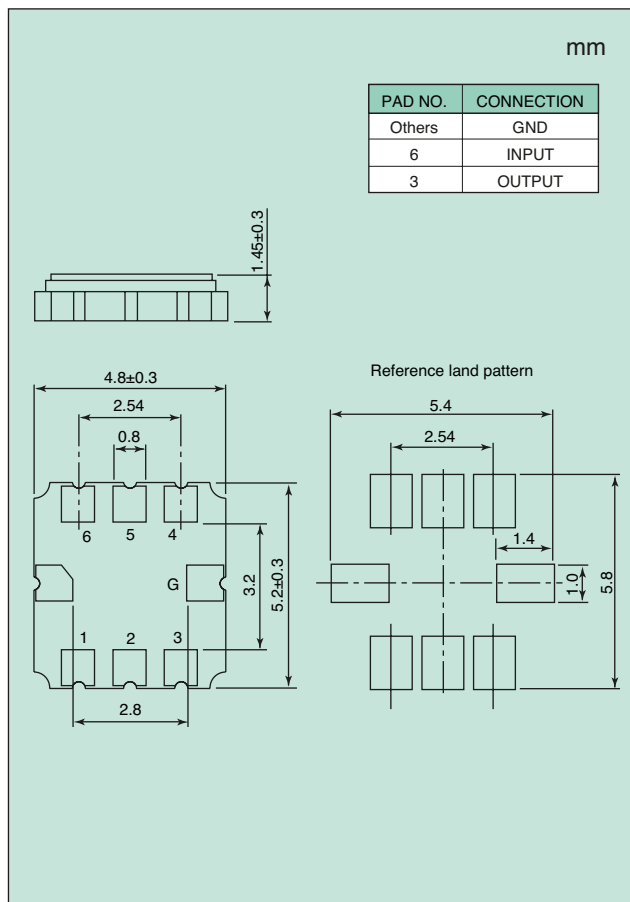 mm
PAD NO. CONNECTION
Others GND
6 INPUT
3 OUTPUT
1.45±0.3
4.8±0.3
2.54
0.8
6 5 4
G
3.2
5.2±0.3
1 2 3
2.8
Reference land pattern
5.4
2.54
1.4
1.0
5.8